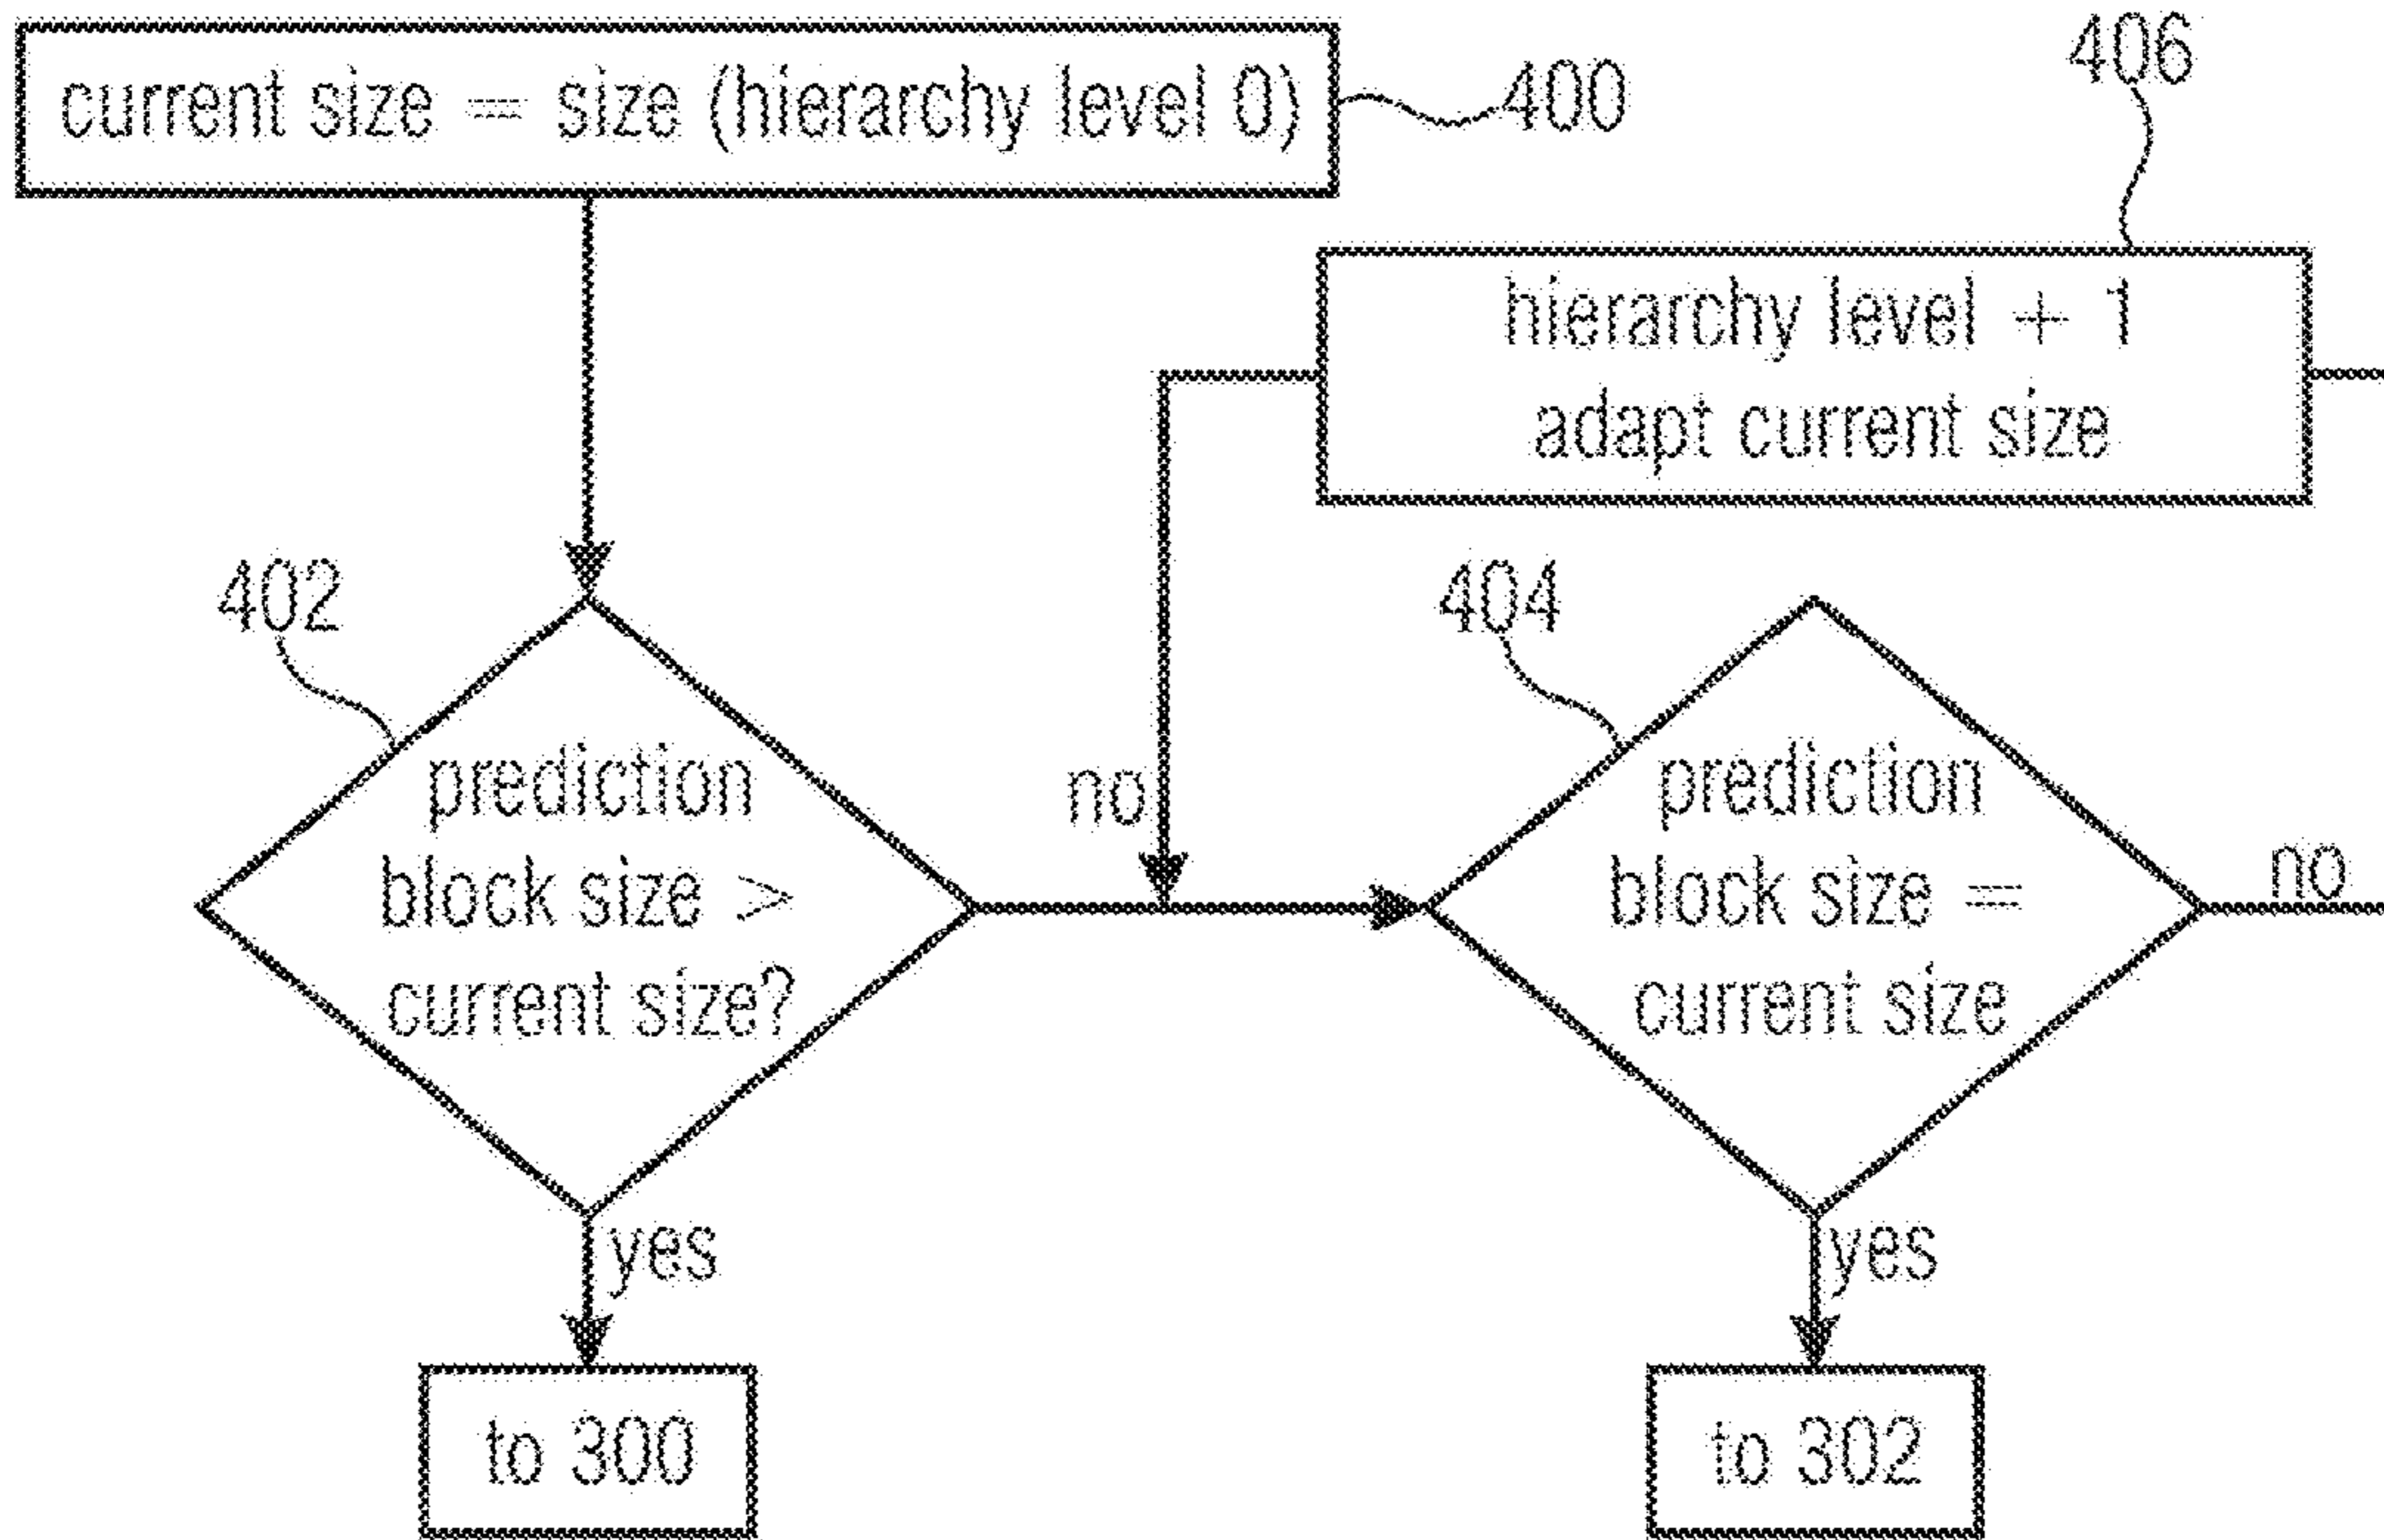 current size = size (hierarchy level 0)
400
406
hierarchy level + 1
adapt current size
402
prediction
block size >
current size?
no
404
prediction
block size =
current size
no
yes
yes
to 300
to 302